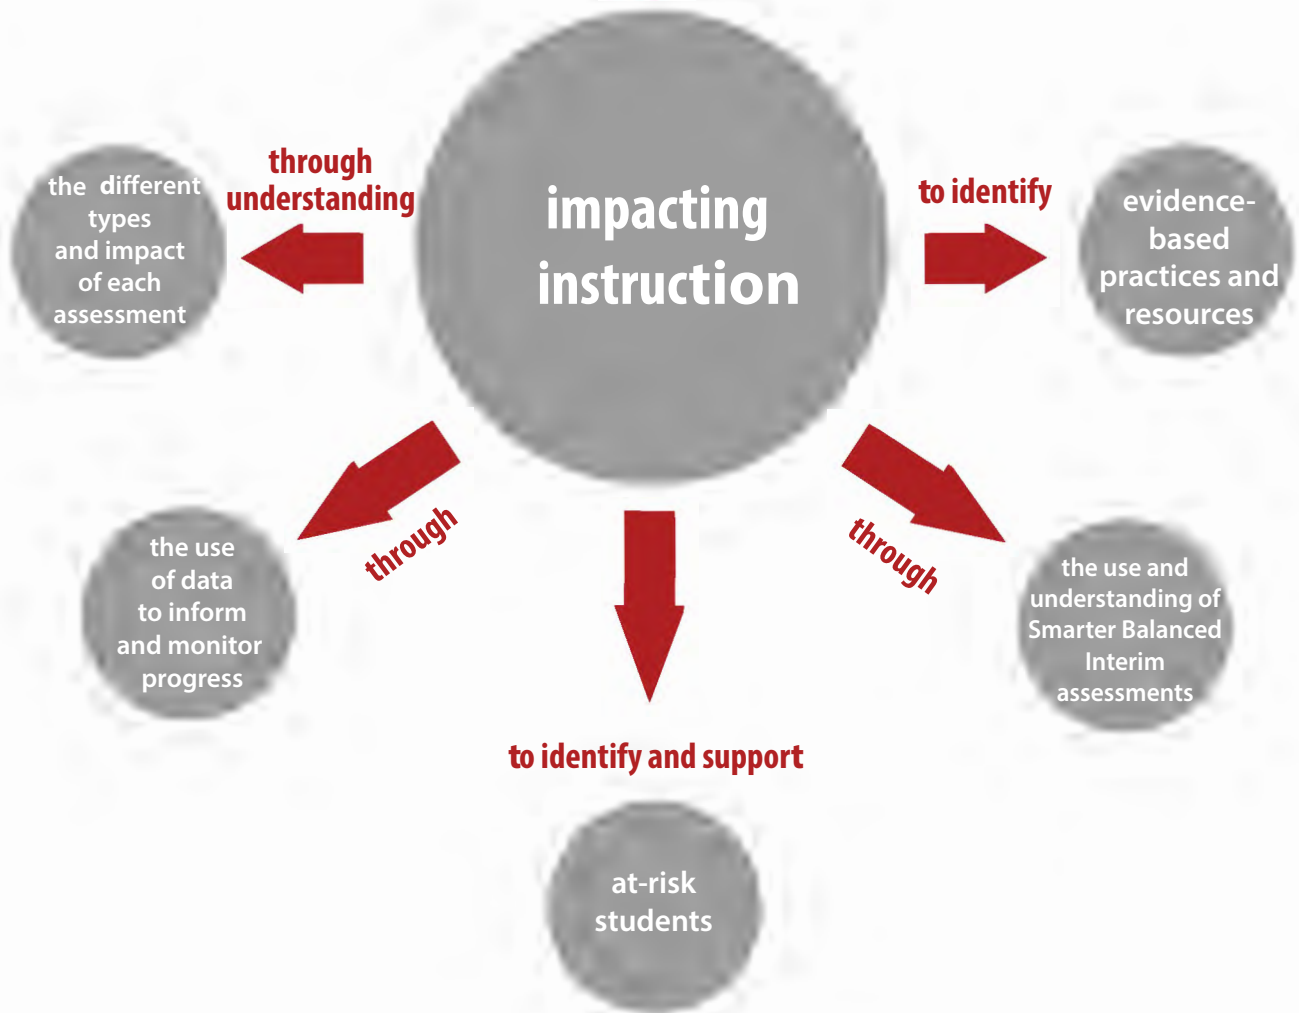 impacting
instruction
through
understanding
the different
types
and impact
of each
assessment
to identify
evidence-
based
practices and
resources
through
the use
of data
to inform
and monitor
progress
through
the use and
understanding of
Smarter Balanced
Interim
assessments
to identify and support
at-risk
students